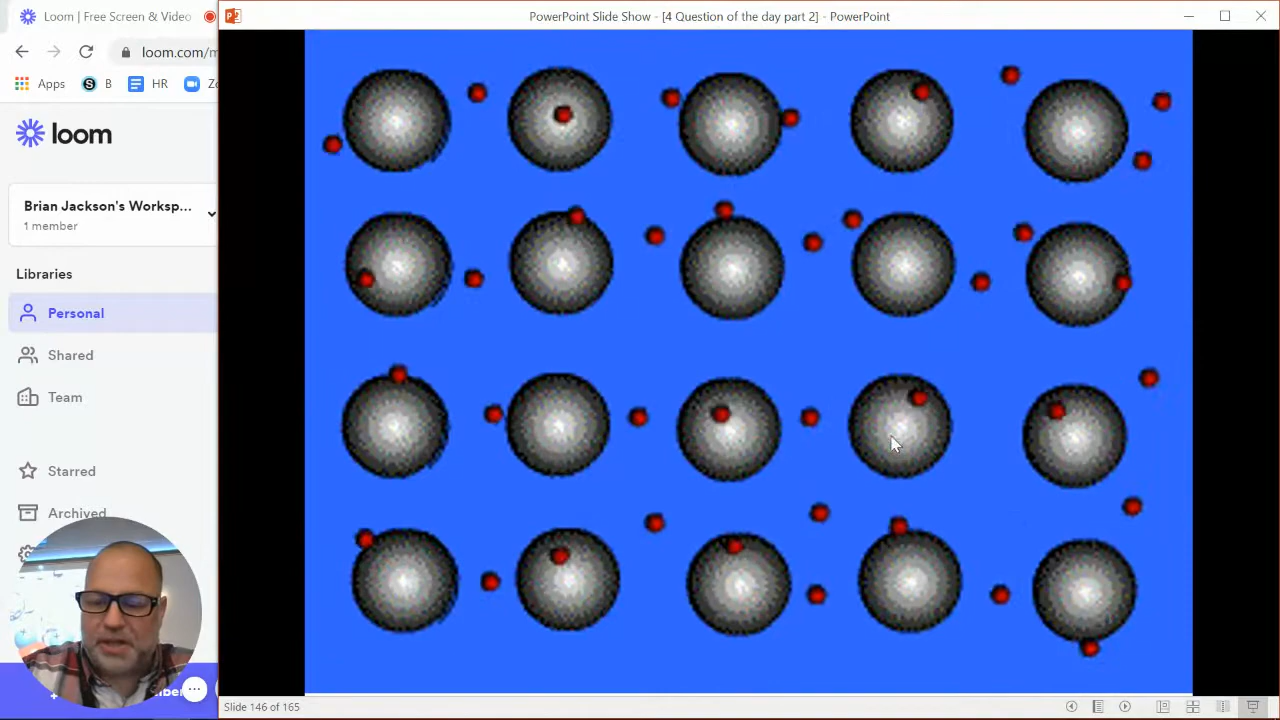 Loom | Free Screen & Video
PowerPoint Slide Show - [4 Question of the day part 2] - PowerPoint
loom.com/m
Apps
S
B
HR
Zo
loom
Brian Jackson's Worksp...
1 member
Libraries
Personal
Shared
Team
Starred
Archived
Slide 146 of 165